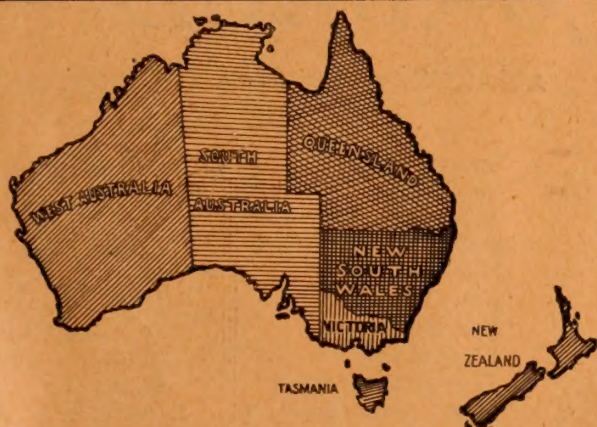 WEST AUSTRALIA
SOUTH
AUSTRALIA
QUEENSLAND
NEW
SOUTH
WALES
VICTORIA
TASMANIA
NEW
ZEALAND